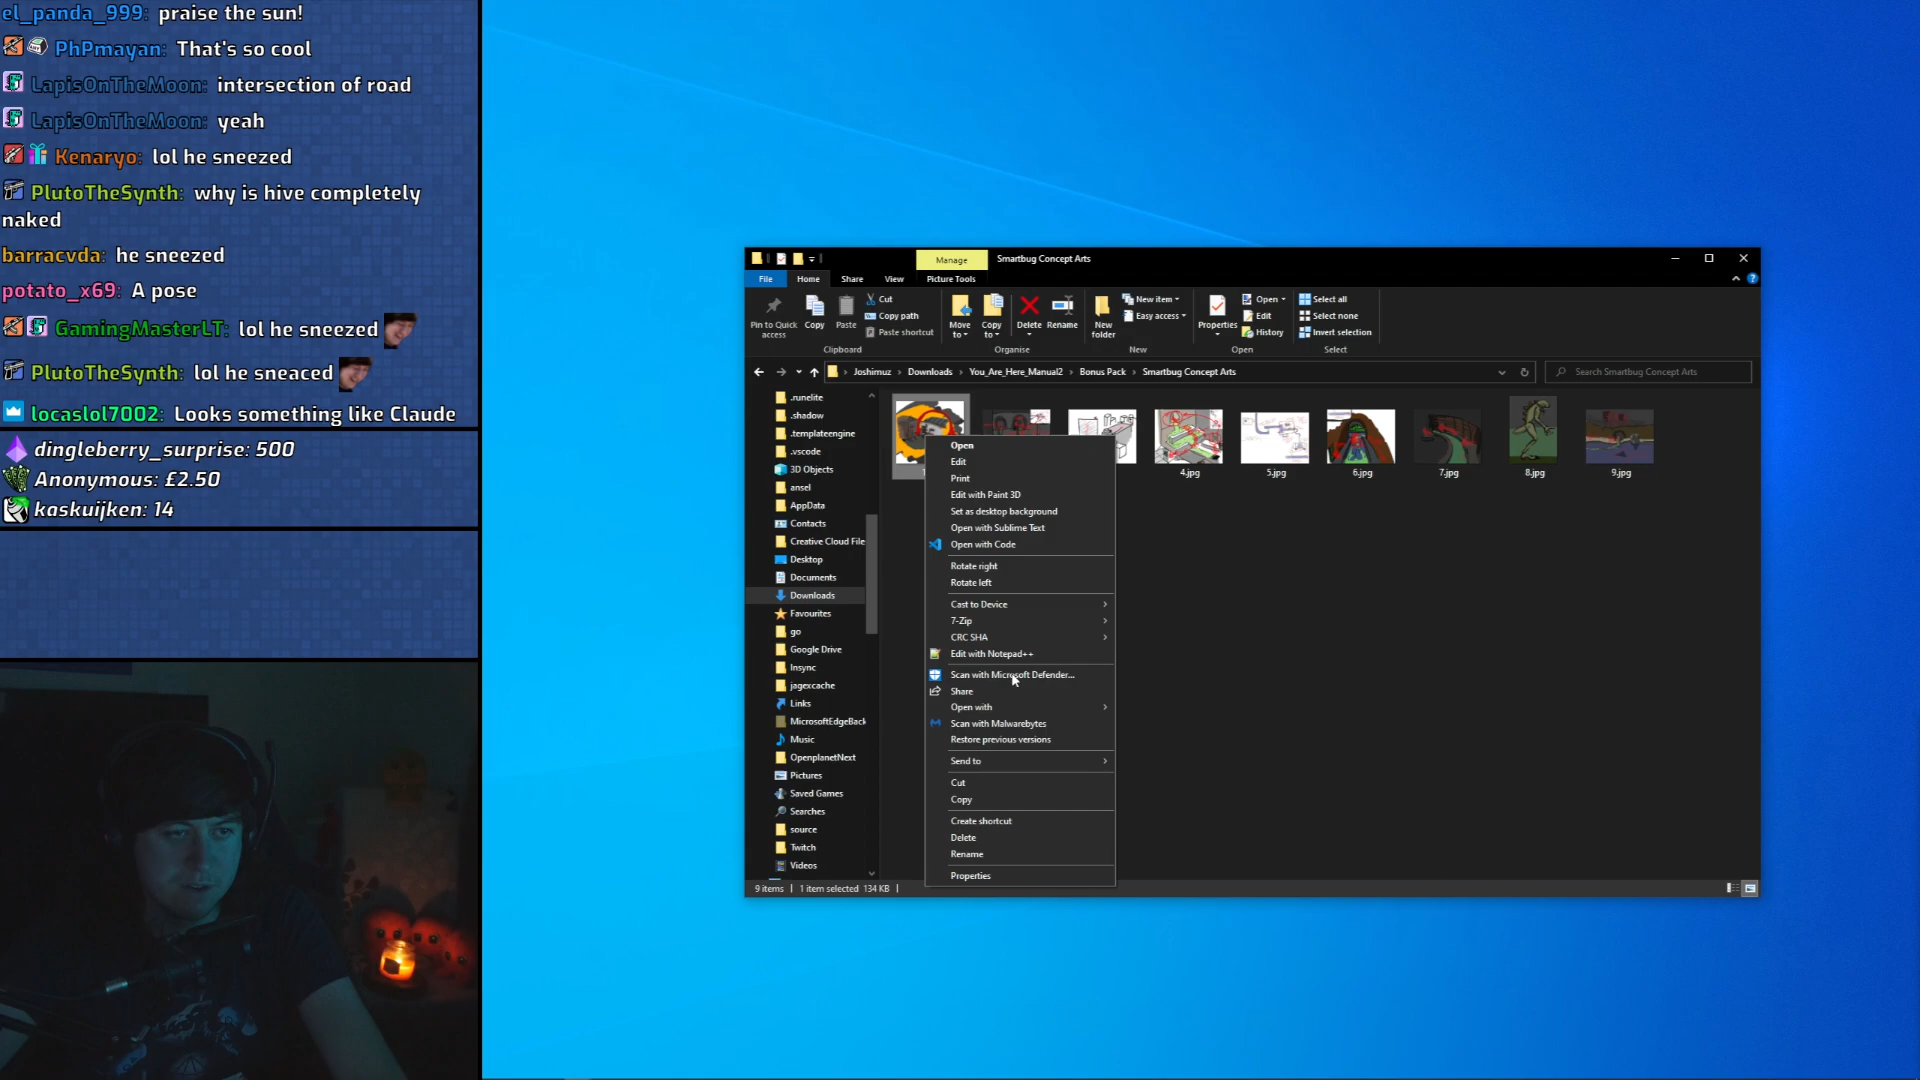 el_panda_999: praise the sun!
PhPmayan: That's so cool
LapisOnTheMoon: intersection of road
LapisOnTheMoon: yeah
Kenaryo: lol he sneezed
PlutoTheSynth: why is hive completely
naked
barracvda: he sneezed
potato_x69: A pose
GamingMasterLT: lol he sneezed
PlutoTheSynth: lol he sneaced
locaslol7002: Looks something like Claude
dingleberry_surprise: 500
Anonymous: £2.50
kaskuijken: 14
Manage
Smartbug Concept Arts
File
Home
Share
View
Picture Tools
Pin to Quick
access
Copy
Paste
Cut
Copy path
Paste shortcut
Clipboard
Move
to
Copy
to
Delete
Rename
Organise
New
folder
New item
Easy access
New
Properties
Open
Edit
History
Open
Select all
Select none
Invert selection
Select
Joshimuz
Downloads
You_Are_Here_Manual2
Bonus Pack
Smartbug Concept Arts
Search Smartbug Concept Arts
.runelite
.shadow
.templateengine
.vscode
3D Objects
ansel
AppData
Contacts
Creative Cloud File
Desktop
Documents
Downloads
Favourites
go
Google Drive
Insync
jagexcache
Links
MicrosoftEdgeBack
Music
OpenplanetNext
Pictures
Saved Games
Searches
source
Twitch
Videos
4.jpg
5.jpg
6.jpg
7.jpg
8.jpg
9.jpg
Open
Edit
Print
Edit with Paint 3D
Set as desktop background
Open with Sublime Text
Open with Code
Rotate right
Rotate left
Cast to Device
7-Zip
CRC SHA
Edit with Notepad++
Scan with Microsoft Defender...
Share
Open with
Scan with Malwarebytes
Restore previous versions
Send to
Cut
Copy
Create shortcut
Delete
Rename
Properties
9 items
1 item selected 134 KB